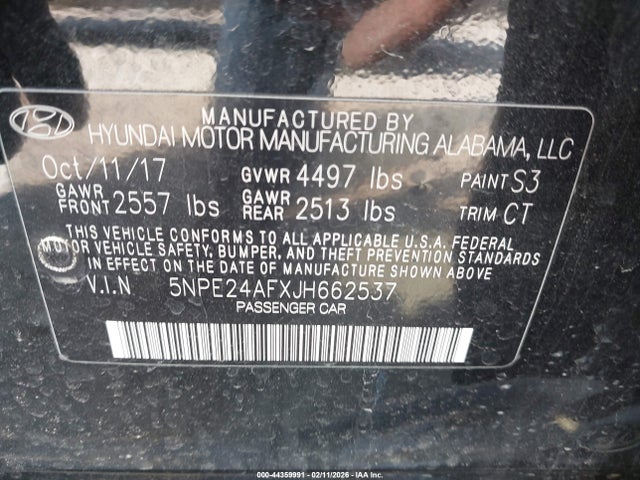 MANUFACTURED BY
HYUNDAI MOTOR MANUFACTURING ALABAMA, LLC
Oct/11/17 GVWR 4497 lbs PAINT S3
GAWR FRONT 2557 lbs GAWR REAR 2513 lbs TRIM CT
THIS VEHICLE CONFORMS TO ALL APPLICABLE U.S.A. FEDERAL
MOTOR VEHICLE SAFETY, BUMPER, AND THEFT PREVENTION STANDARDS
IN EFFECT ON THE DATE OF MANUFACTURE SHOWN ABOVE.
V.I.N 5NPE24AFXJH662537
PASSENGER CAR
000-44359991 - 02/11/2026 - IAA Inc.